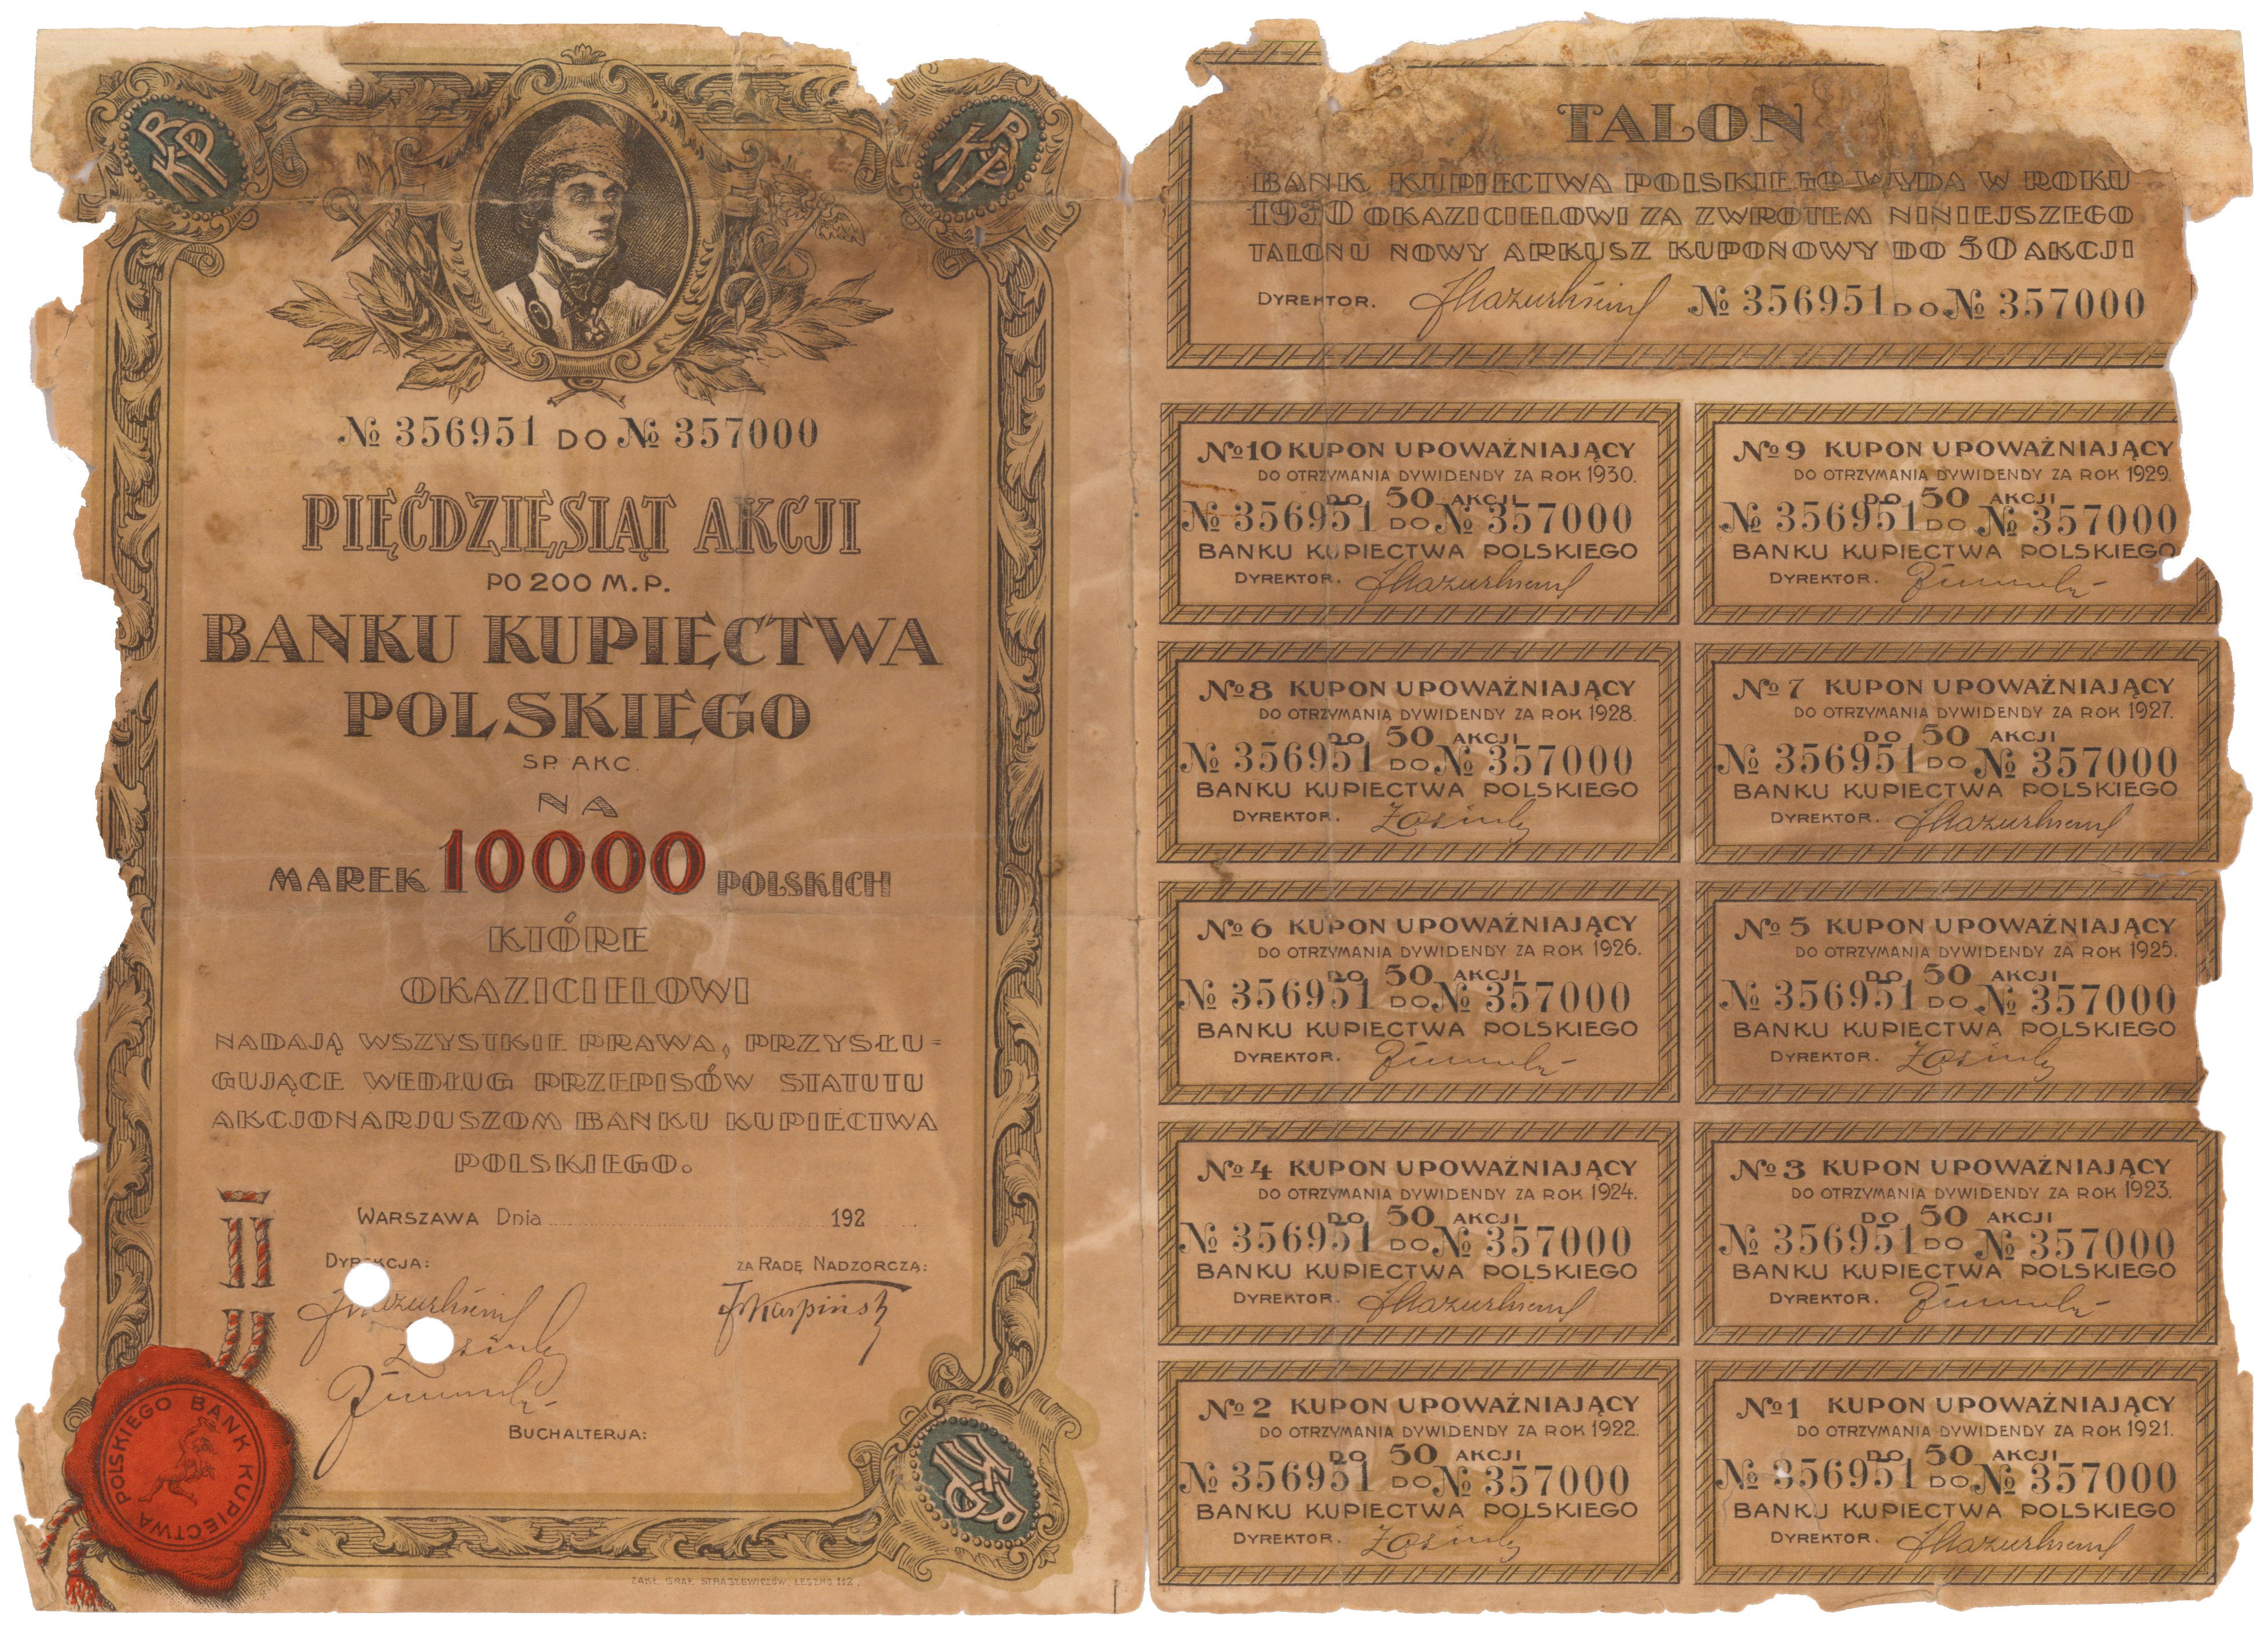 BKP
BKP
№ 356951 DO № 357000
PIĘĆDZIESIĄT AKCJI
PO 200 M.P.
BANKU KUPIECTWA
POLSKIEGO
SP. AKC.
NA
MAREK 10000 POLSKICH
KTÓRE
OKAZICIELOWI
NADAJĄ WSZYSTKIE PRAWA, PRZYSŁU=
GUJĄCE WEDŁUG PRZEPISÓW STATUTU
AKCJONARJUSZOM BANKU KUPIECTWA
POLSKIEGO.
WARSZAWA Dnia 192
DYREKCJA:
ZA RADĘ NADZORCZĄ:
BUCHALTERJA:
BANK KUPIECTWA POLSKIEGO
BKP
ZAKŁ. GRAF. STRASZEWICZÓW, LESZNO 112.
TALON
BANK KUPIECTWA POLSKIEGO WYDA W ROKU
1930 OKAZICIELOWI ZA ZWROTEM NINIEJSZEGO
TALONU NOWY ARKUSZ KUPONOWY DO 50 AKCJI
DYREKTOR. № 356951 DO № 357000
№ 10 KUPON UPOWAŻNIAJĄCY
DO OTRZYMANIA DYWIDENDY ZA ROK 1930.
DO 50 AKCJI
№ 356951 DO № 357000
BANKU KUPIECTWA POLSKIEGO
DYREKTOR.
№ 9 KUPON UPOWAŻNIAJĄCY
DO OTRZYMANIA DYWIDENDY ZA ROK 1929.
DO 50 AKCJI
№ 356951 DO № 357000
BANKU KUPIECTWA POLSKIEGO
DYREKTOR.
№ 8 KUPON UPOWAŻNIAJĄCY
DO OTRZYMANIA DYWIDENDY ZA ROK 1928.
DO 50 AKCJI
№ 356951 DO № 357000
BANKU KUPIECTWA POLSKIEGO
DYREKTOR.
№ 7 KUPON UPOWAŻNIAJĄCY
DO OTRZYMANIA DYWIDENDY ZA ROK 1927.
DO 50 AKCJI
№ 356951 DO № 357000
BANKU KUPIECTWA POLSKIEGO
DYREKTOR.
№ 6 KUPON UPOWAŻNIAJĄCY
DO OTRZYMANIA DYWIDENDY ZA ROK 1926.
DO 50 AKCJI
№ 356951 DO № 357000
BANKU KUPIECTWA POLSKIEGO
DYREKTOR.
№ 5 KUPON UPOWAŻNIAJĄCY
DO OTRZYMANIA DYWIDENDY ZA ROK 1925.
DO 50 AKCJI
№ 356951 DO № 357000
BANKU KUPIECTWA POLSKIEGO
DYREKTOR.
№ 4 KUPON UPOWAŻNIAJĄCY
DO OTRZYMANIA DYWIDENDY ZA ROK 1924.
DO 50 AKCJI
№ 356951 DO № 357000
BANKU KUPIECTWA POLSKIEGO
DYREKTOR.
№ 3 KUPON UPOWAŻNIAJĄCY
DO OTRZYMANIA DYWIDENDY ZA ROK 1923.
DO 50 AKCJI
№ 356951 DO № 357000
BANKU KUPIECTWA POLSKIEGO
DYREKTOR.
№ 2 KUPON UPOWAŻNIAJĄCY
DO OTRZYMANIA DYWIDENDY ZA ROK 1922.
DO 50 AKCJI
№ 356951 DO № 357000
BANKU KUPIECTWA POLSKIEGO
DYREKTOR.
№ 1 KUPON UPOWAŻNIAJĄCY
DO OTRZYMANIA DYWIDENDY ZA ROK 1921.
DO 50 AKCJI
№ 356951 DO № 357000
BANKU KUPIECTWA POLSKIEGO
DYREKTOR.